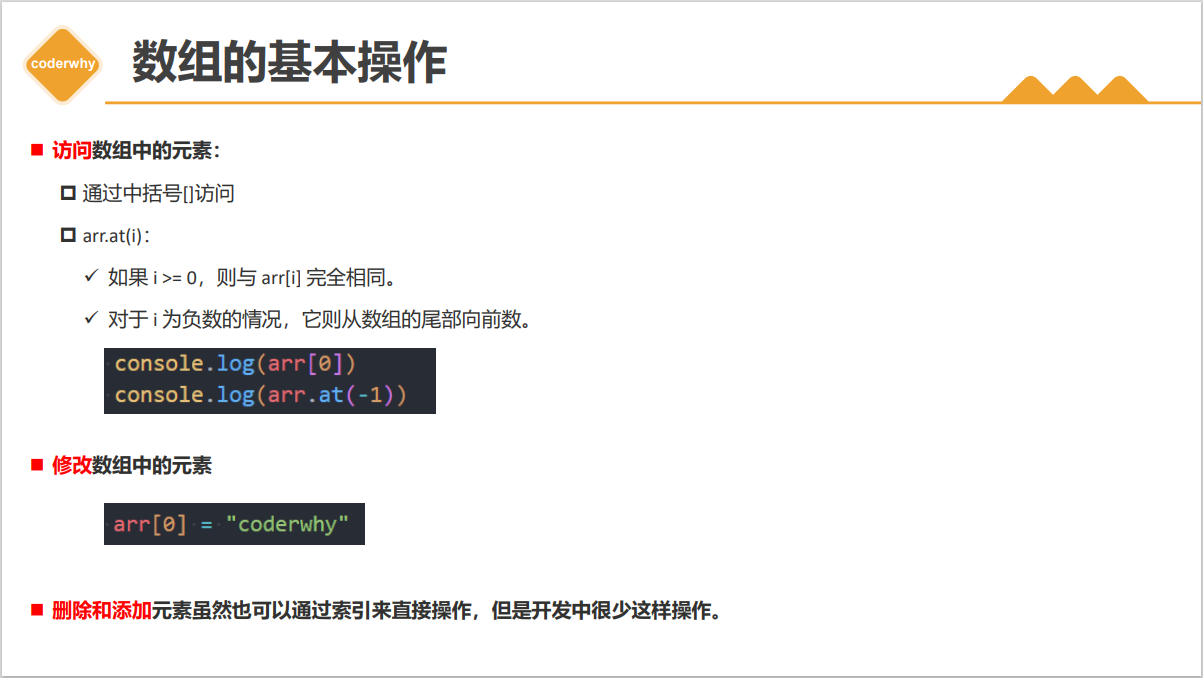 coderwhy
数组的基本操作
访问数组中的元素：
通过中括号[]访问
arr.at(i)：
如果 i >= 0，则与 arr[i] 完全相同。
对于 i 为负数的情况，它则从数组的尾部向前数。
console.log(arr[0])
console.log(arr.at(-1))
修改数组中的元素
arr[0] = "coderwhy"
删除和添加元素虽然也可以通过索引来直接操作，但是开发中很少这样操作。